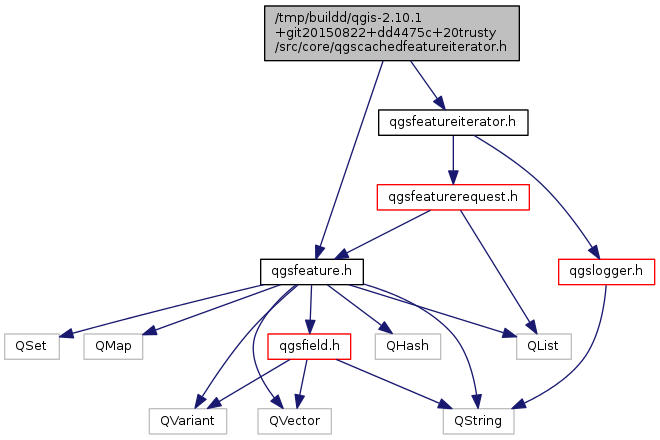 /tmp/buildd/qgis-2.10.1
+git20150822+dd4475c+20trusty
/src/core/qgscachedfeatureiterator.h
qgsfeatureiterator.h
qgsfeaturerequest.h
qgsfeature.h
qgslogger.h
QSet
QMap
qgsfield.h
QHash
QList
QVariant
QVector
QString